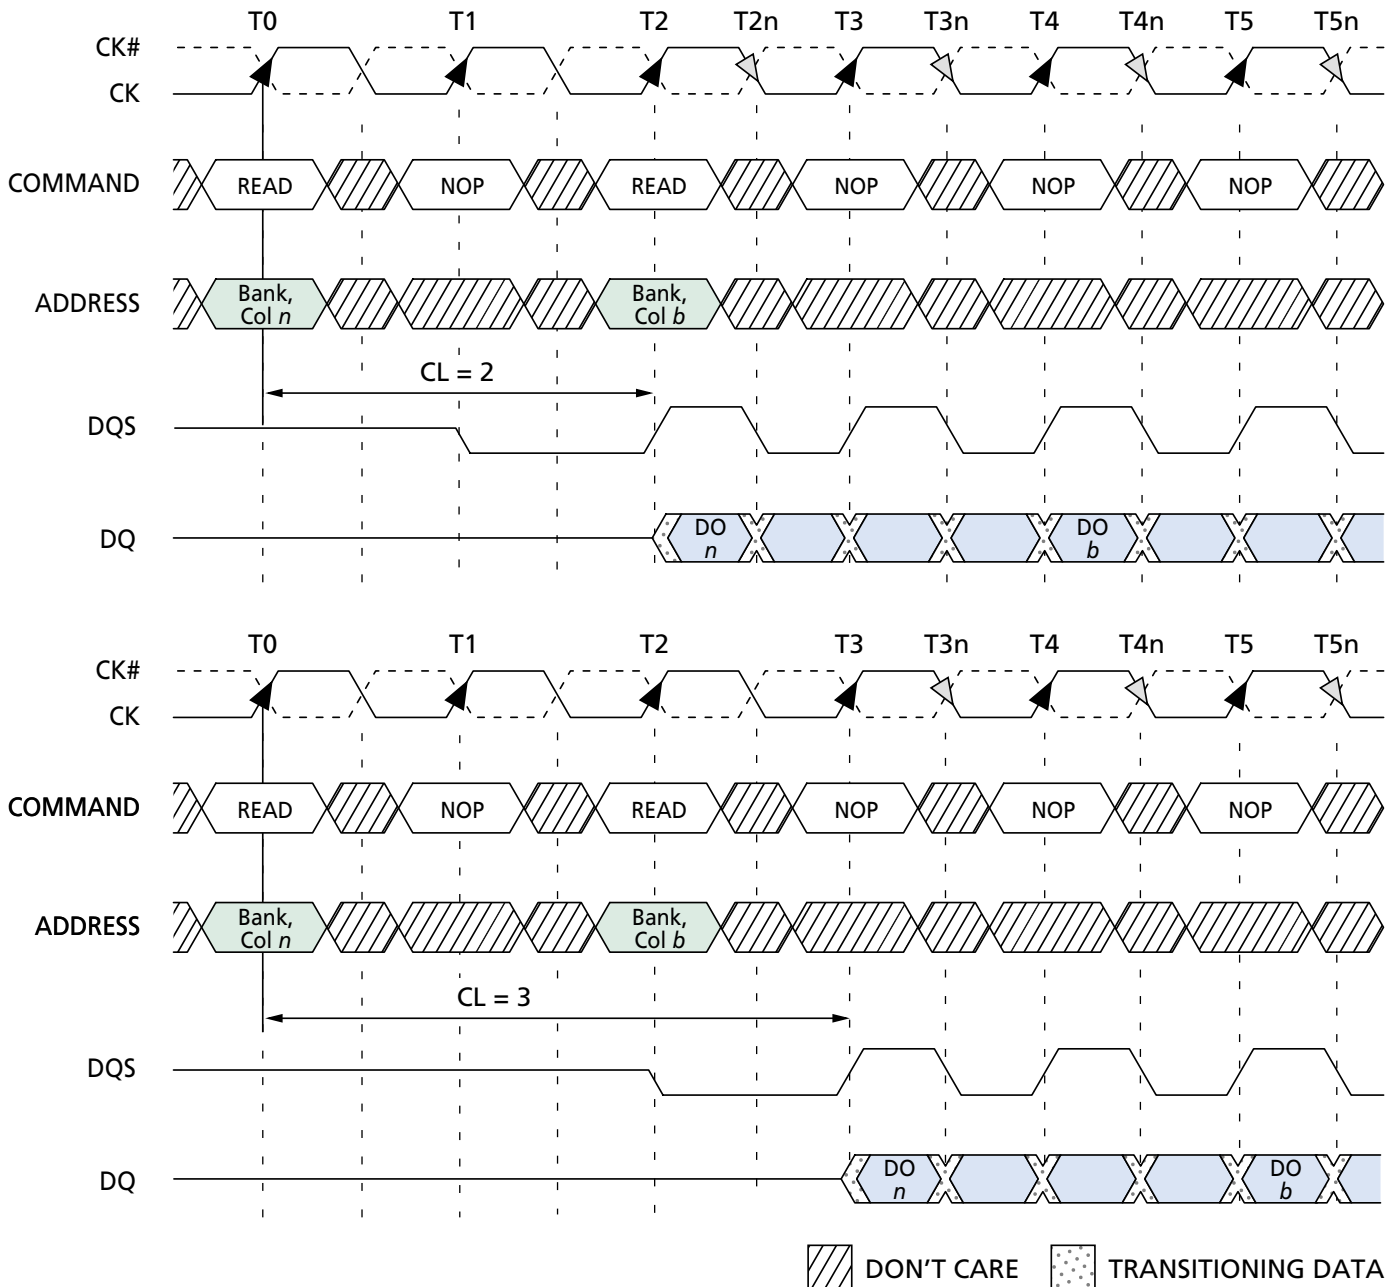 T0 T1 T2 T2n T3 T3n T4 T4n T5 T5n
CK#
CK
COMMAND READ NOP READ NOP NOP NOP
ADDRESS Bank, Col n Bank, Col b
CL = 2
DQS
DQ DO n DO b
T0 T1 T2 T3 T3n T4 T4n T5 T5n
CK#
CK
COMMAND READ NOP READ NOP NOP NOP
ADDRESS Bank, Col n Bank, Col b
CL = 3
DQS
DQ DO n DO b
DON'T CARE TRANSITIONING DATA